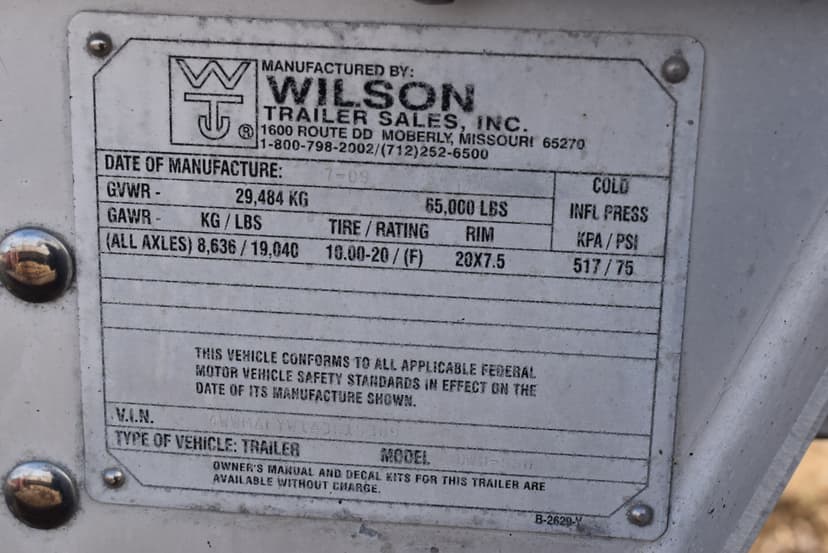 MANUFACTURED BY:
WT ®
WILSON
TRAILER SALES, INC.
1600 ROUTE DD MOBERLY, MISSOURI 65270
1-800-798-2002/(712)252-6500
DATE OF MANUFACTURE: 7-09
COLD
GVWR - 29,484 KG 65,000 LBS
INFL PRESS
GAWR - KG / LBS TIRE / RATING RIM
KPA / PSI
(ALL AXLES) 8,636 / 19,040 10.00-20 / (F) 20X7.5 517 / 75
THIS VEHICLE CONFORMS TO ALL APPLICABLE FEDERAL
MOTOR VEHICLE SAFETY STANDARDS IN EFFECT ON THE
DATE OF ITS MANUFACTURE SHOWN.
V.I.N.
TYPE OF VEHICLE: TRAILER MODEL
OWNER'S MANUAL AND DECAL KITS FOR THIS TRAILER ARE
AVAILABLE WITHOUT CHARGE.
B-2629-V